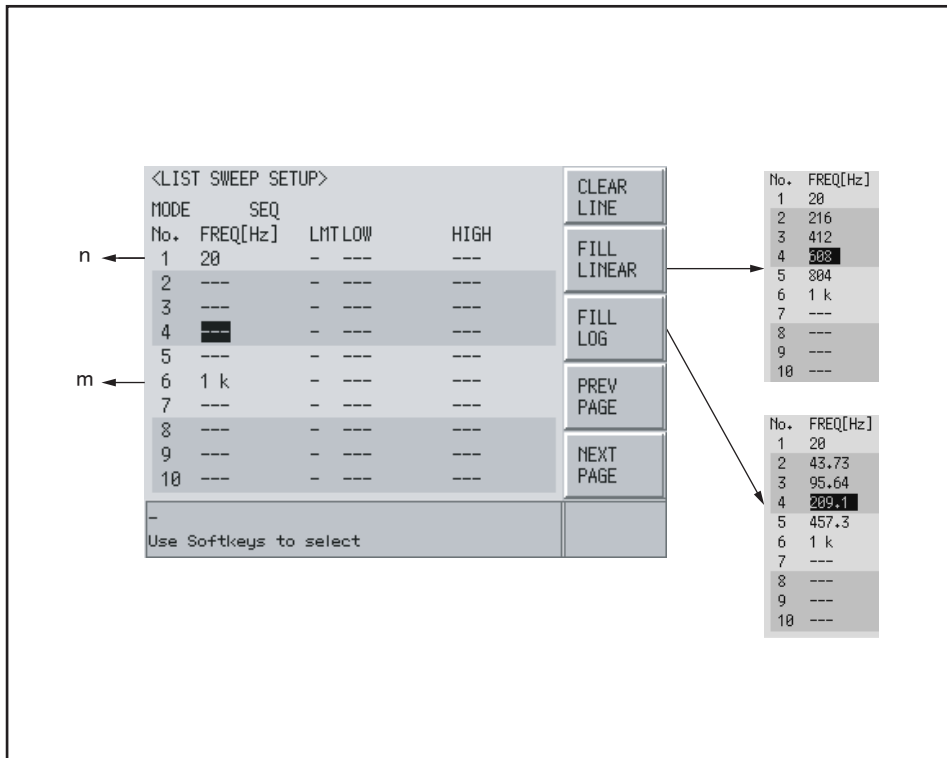 <LIST SWEEP SETUP>
MODE SEQ
No. FREQ[Hz] LMT LOW HIGH
n
1 20 - --- ---
2 --- - --- ---
3 --- - --- ---
4 --- - --- ---
5 --- - --- ---
m
6 1 k - --- ---
7 --- - --- ---
8 --- - --- ---
9 --- - --- ---
10 --- - --- ---
-
Use Softkeys to select
CLEAR
LINE
FILL
LINEAR
FILL
LOG
PREV
PAGE
NEXT
PAGE
No. FREQ[Hz]
1 20
2 216
3 412
4 608
5 804
6 1 k
7 ---
8 ---
9 ---
10 ---
No. FREQ[Hz]
1 20
2 43.73
3 95.64
4 209.1
5 457.3
6 1 k
7 ---
8 ---
9 ---
10 ---